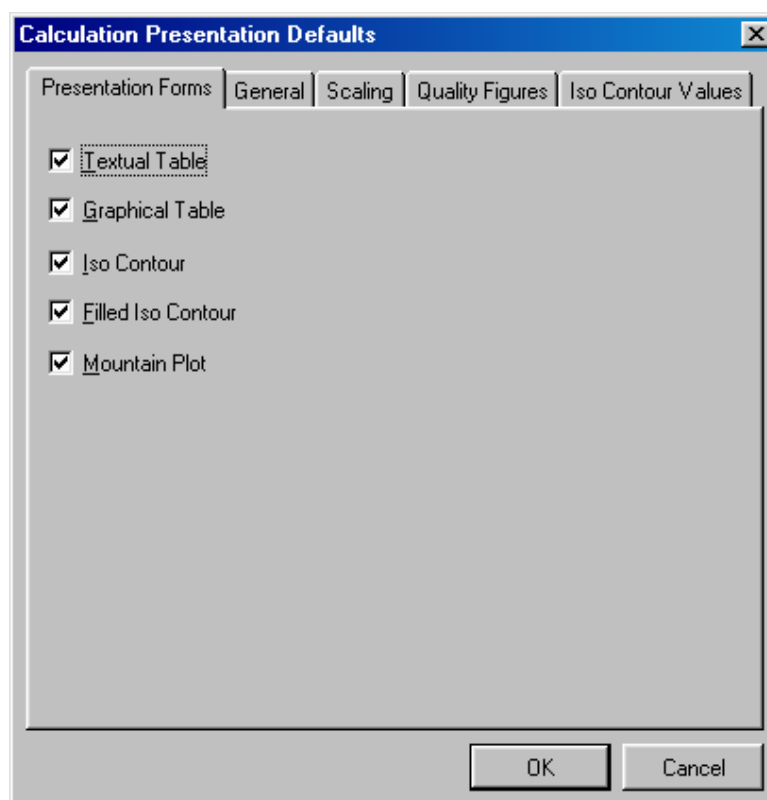 Calculation Presentation Defaults
Presentation Forms General Scaling Quality Figures Iso Contour Values
Textual Table
Graphical Table
Iso Contour
Filled Iso Contour
Mountain Plot
OK Cancel